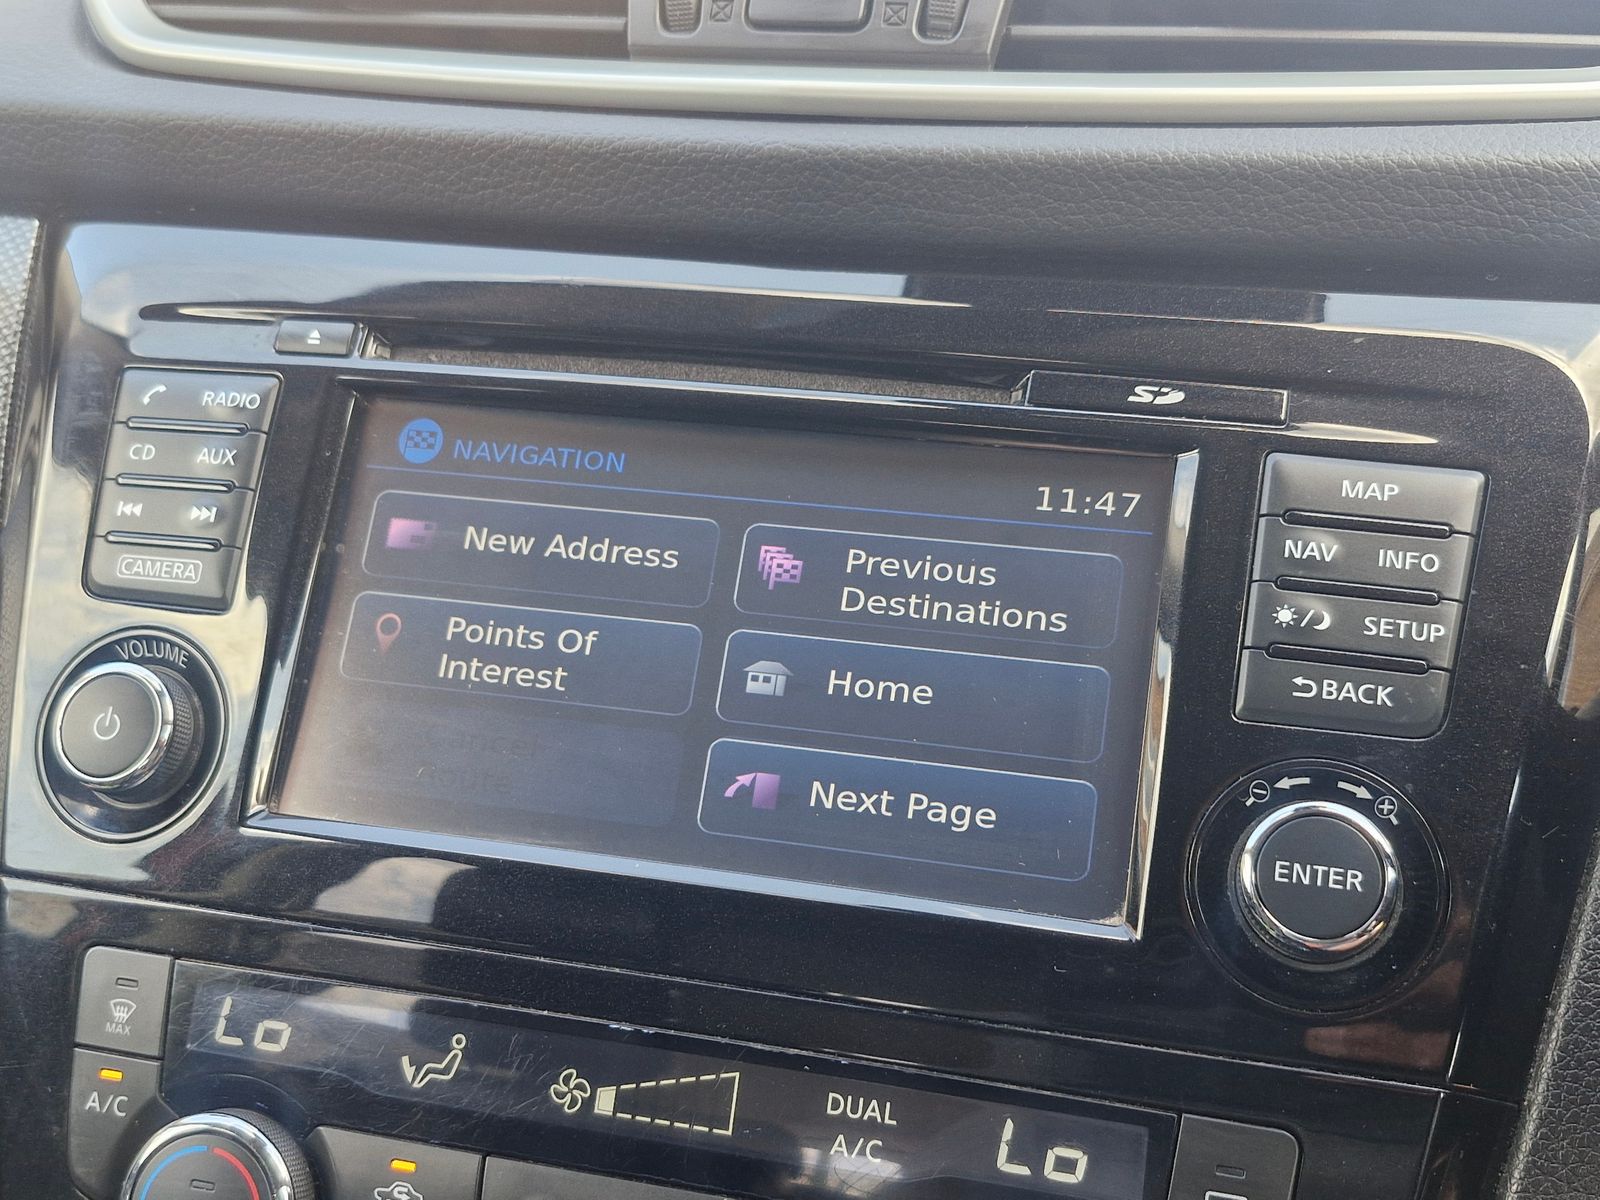 SD
RADIO
CD AUX
CAMERA
VOLUME
NAVIGATION
11:47
New Address
Previous
Destinations
Points Of
Interest
Home
Next Page
MAP
NAV INFO
SETUP
BACK
ENTER
MAX
A/C
Lo
DUAL
A/C
Lo